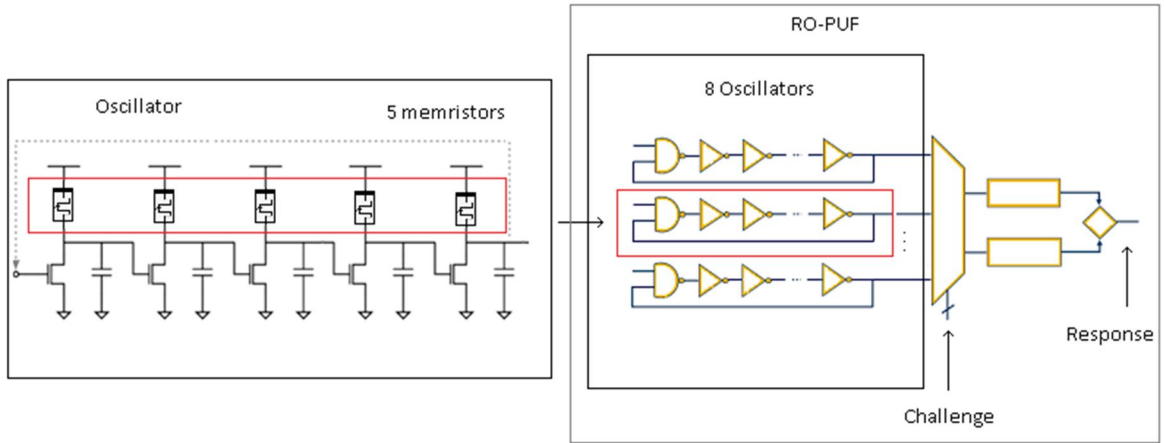 Oscillator
5 memristors
RO-PUF
8 Oscillators
Response
Challenge